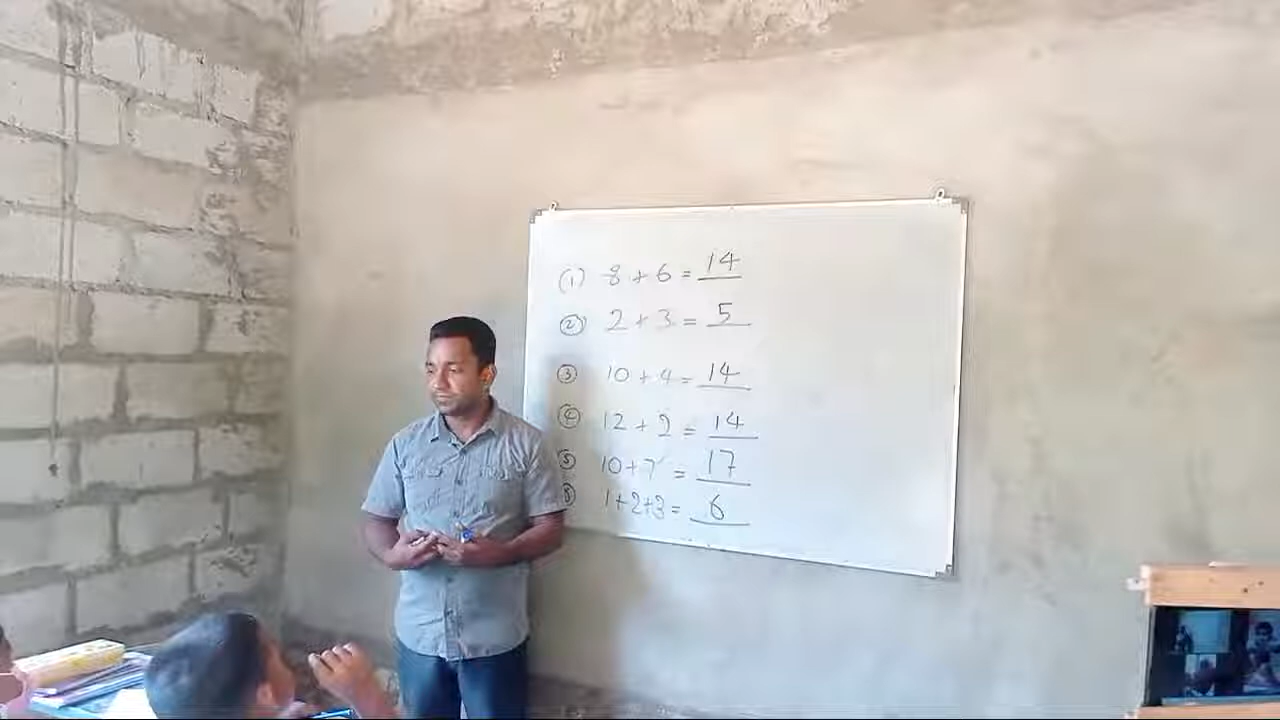 (1) 8 + 6 = 14
② 2 + 3 = 5
③ 10 + 4 = 14
④ 12 + 2 = 14
⑤ 10 + 7 = 17
⑥ 1 + 2 + 3 = 6